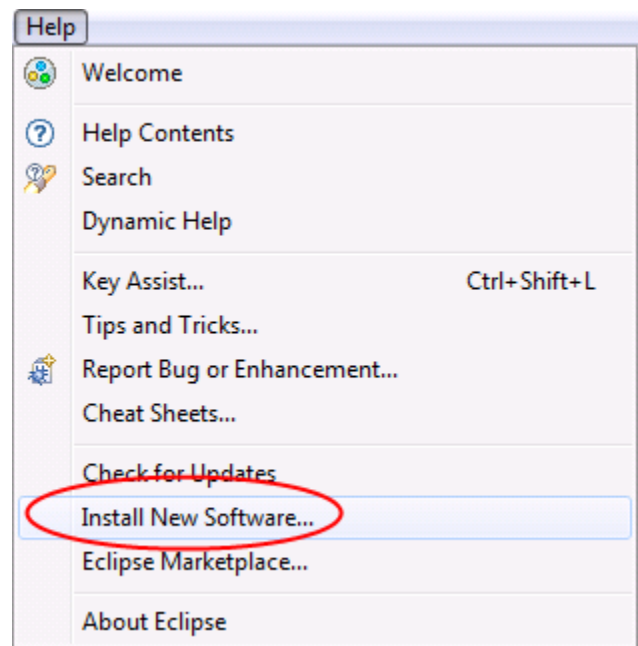 Help
Welcome
Help Contents
Search
Dynamic Help
Key Assist... Ctrl+Shift+L
Tips and Tricks...
Report Bug or Enhancement...
Cheat Sheets...
Check for Updates
Install New Software...
Eclipse Marketplace...
About Eclipse